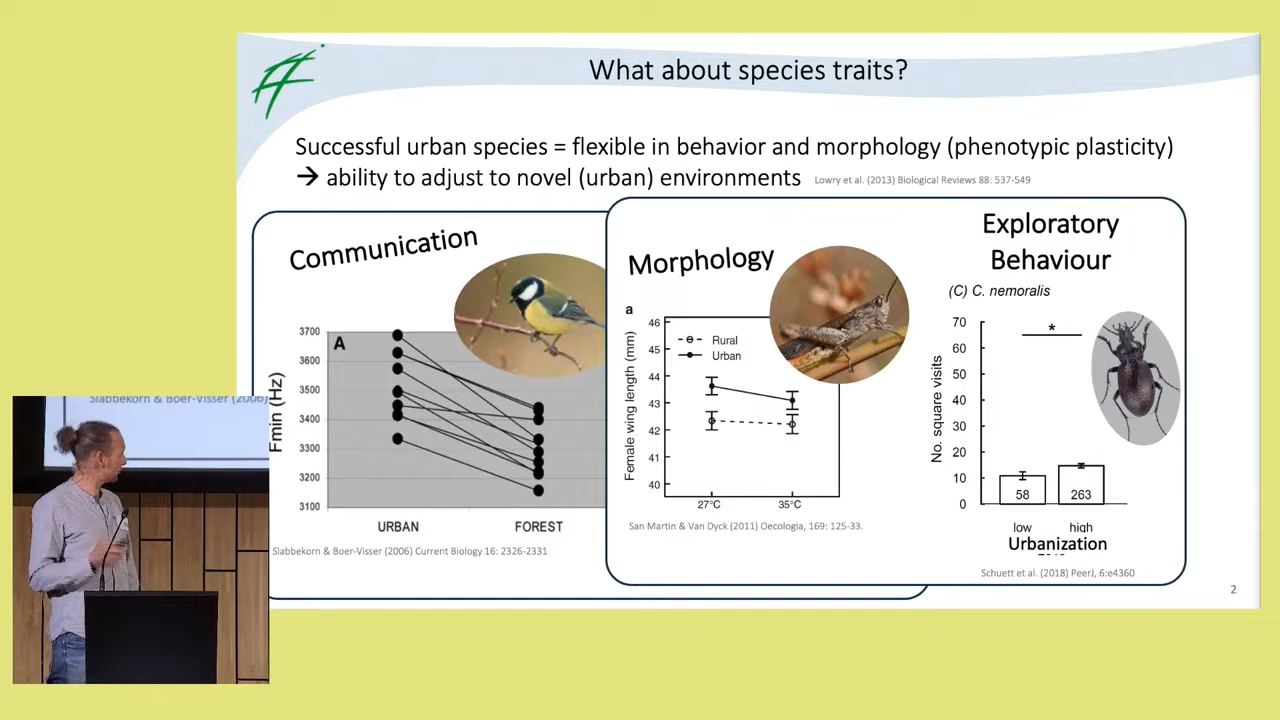 What about species traits?
Successful urban species = flexible in behavior and morphology (phenotypic plasticity)
→ ability to adjust to novel (urban) environments Lowry et al. (2013) Biological Reviews 88: 537-549
Communication
A
Fmin (Hz)
3700
3600
3500
3400
3300
3200
3100
URBAN FOREST
Slabbekorn & Boer-Visser (2006) Current Biology 16: 2326-2331
Morphology
a
Female wing length (mm)
46
45
44
43
42
41
40
Rural
Urban
27°C 35°C
San Martin & Van Dyck (2011) Oecologia, 169: 125-33.
Exploratory
Behaviour
(C) C. nemoralis
No. square visits
70
60
50
40
30
20
10
0
*
58 263
low high
Urbanization
Schuett et al. (2018) PeerJ, 6:e4360
2
Slabbekorn & Boer-Visser (2006)